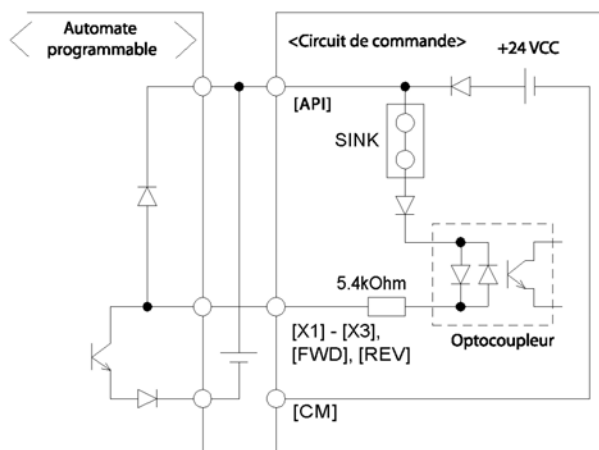 Automate
programmable
<Circuit de commande>
+24 VCC
[API]
SINK
5.4kOhm
[X1] - [X3],
[FWD], [REV]
Optocoupleur
[CM]